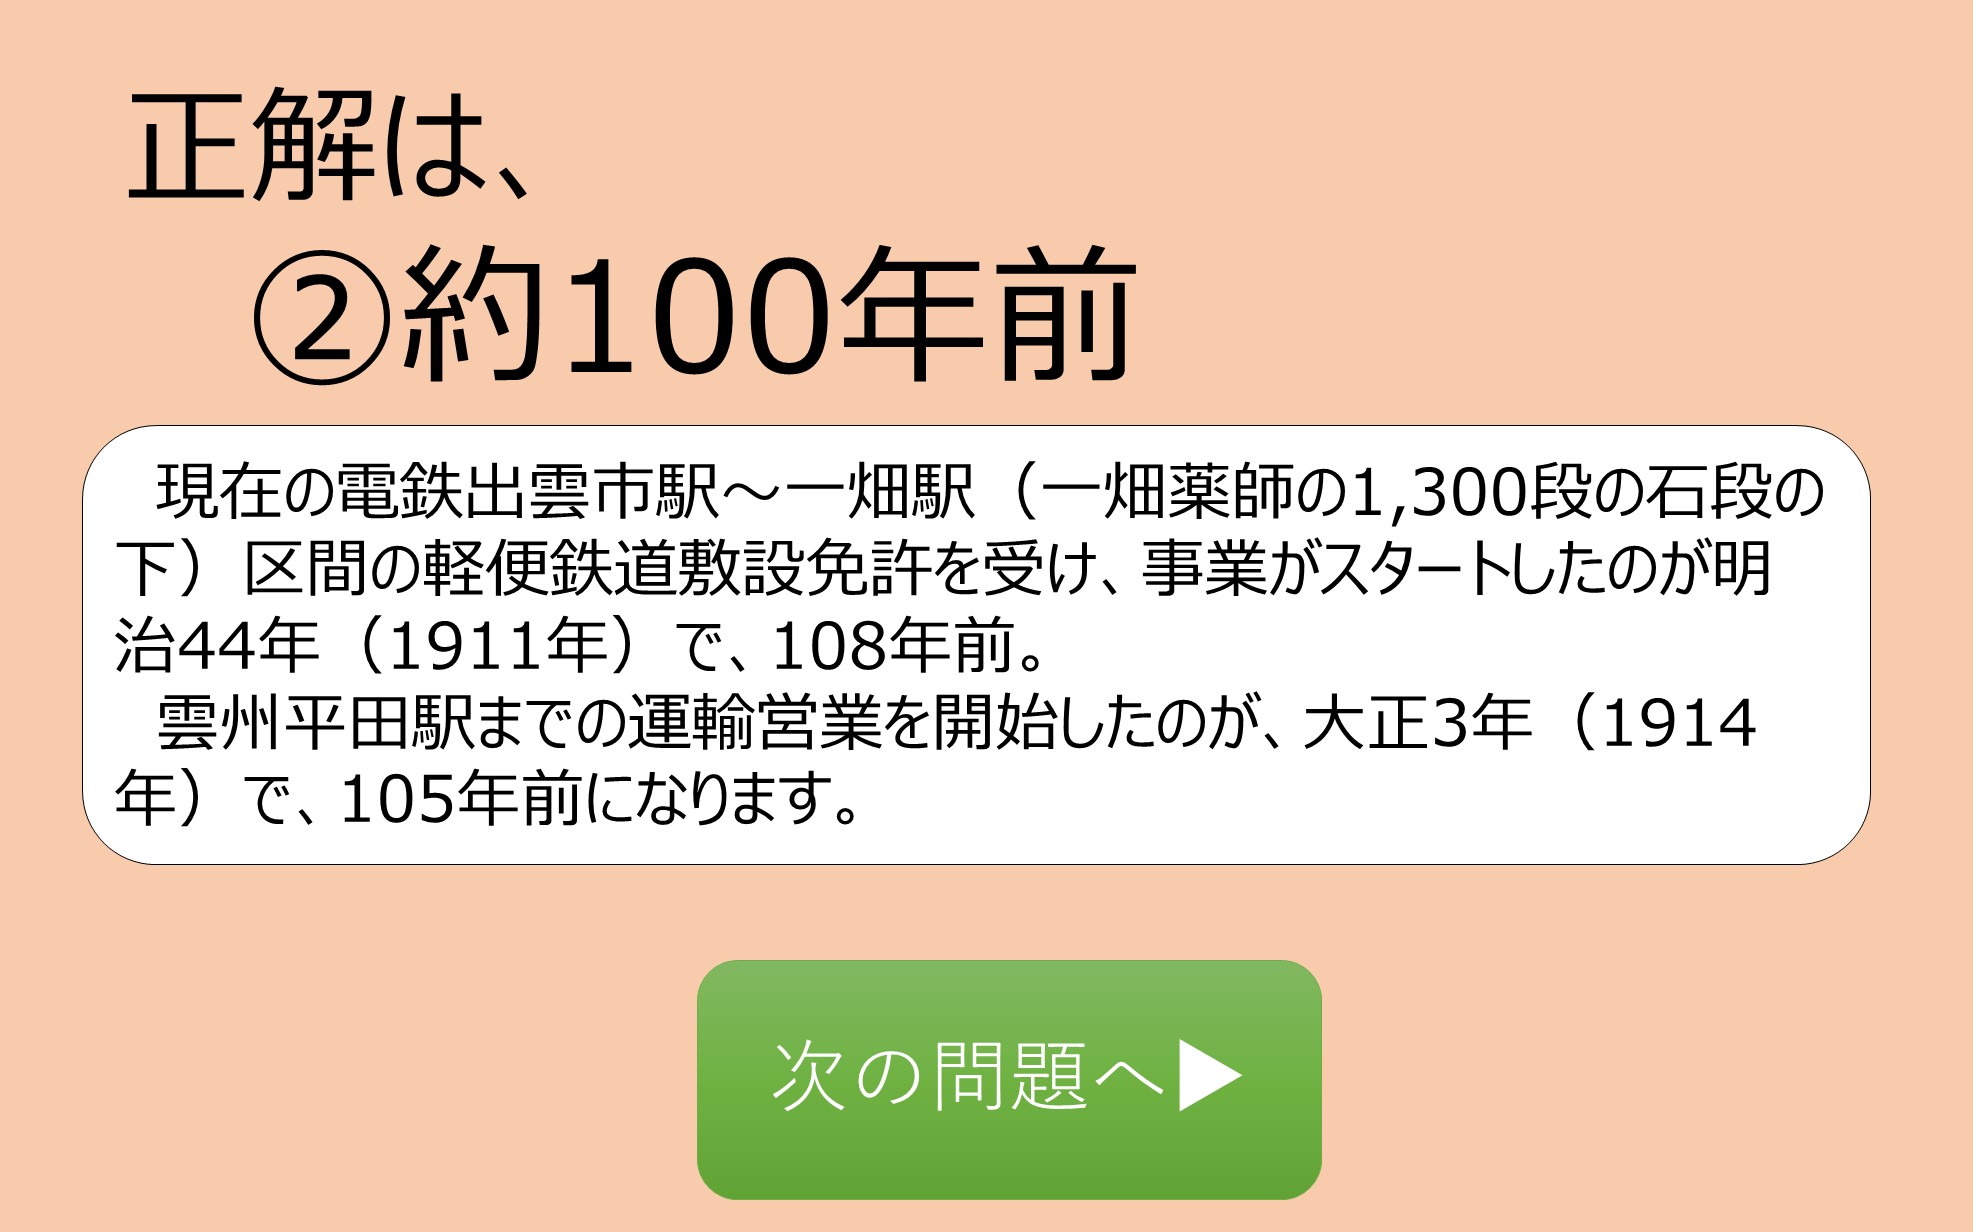 正解は、
②約100年前
現在の電鉄出雲市駅～一畑駅（一畑薬師の1,300段の石段の
下）区間の軽便鉄道敷設免許を受け、事業がスタートしたのが明
治44年（1911年）で、108年前。
雲州平田駅までの運輸営業を開始したのが、大正3年（1914
年）で、105年前になります。
次の問題へ▶